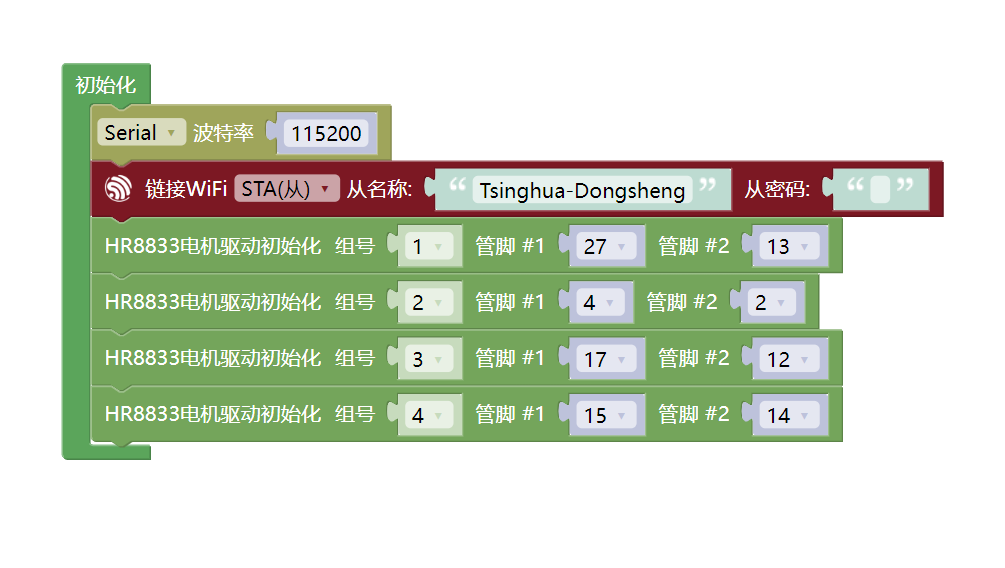 初始化
Serial 波特率 115200
链接WiFi STA(从) 从名称: “ Tsinghua-Dongsheng ” 从密码: “ ”
HR8833电机驱动初始化 组号 1 管脚 #1 27 管脚 #2 13
HR8833电机驱动初始化 组号 2 管脚 #1 4 管脚 #2 2
HR8833电机驱动初始化 组号 3 管脚 #1 17 管脚 #2 12
HR8833电机驱动初始化 组号 4 管脚 #1 15 管脚 #2 14